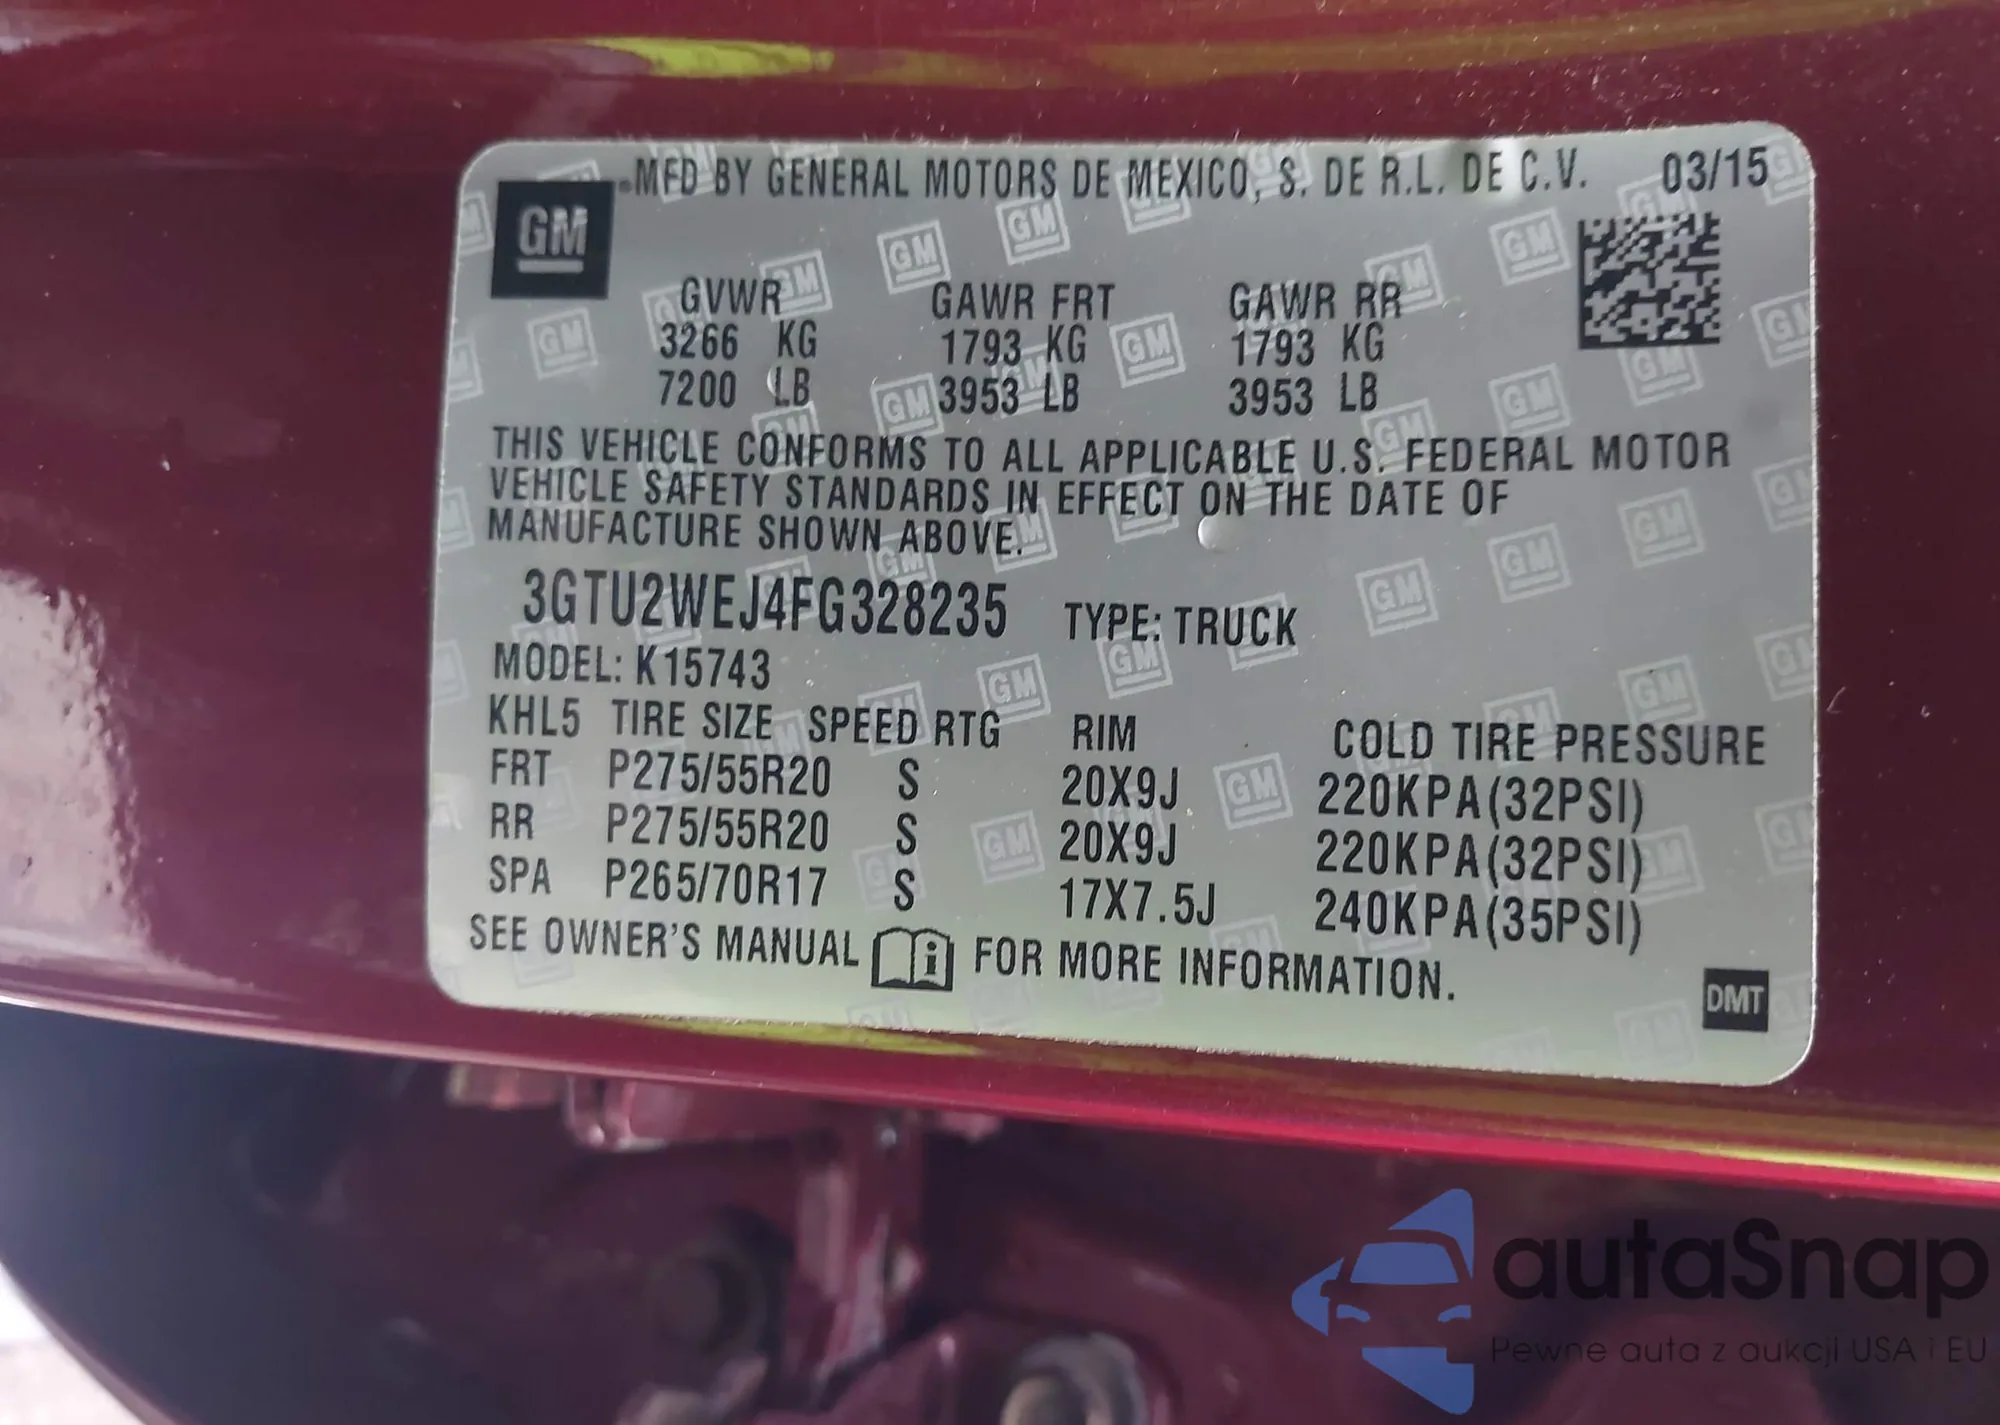 GM
MFD BY GENERAL MOTORS DE MEXICO, S. DE R.L. DE C.V. 03/15
GVWR GAWR FRT GAWR RR
3266 KG 1793 KG 1793 KG
7200 LB 3953 LB 3953 LB
THIS VEHICLE CONFORMS TO ALL APPLICABLE U.S. FEDERAL MOTOR
VEHICLE SAFETY STANDARDS IN EFFECT ON THE DATE OF
MANUFACTURE SHOWN ABOVE.
3GTU2WEJ4FG328235 TYPE: TRUCK
MODEL: K15743
KHL5 TIRE SIZE SPEED RTG RIM COLD TIRE PRESSURE
FRT P275/55R20 S 20X9J 220KPA(32PSI)
RR P275/55R20 S 20X9J 220KPA(32PSI)
SPA P265/70R17 S 17X7.5J 240KPA(35PSI)
SEE OWNER'S MANUAL FOR MORE INFORMATION.
DMT
autaSnap
Pewne auta z aukcji USA i EU